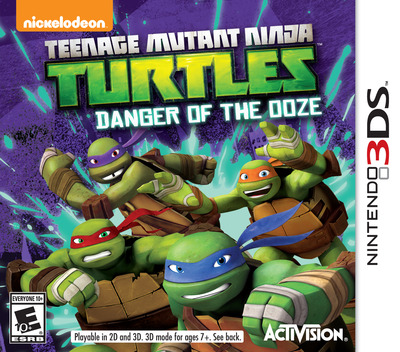 nickelodeon
TEENAGE MUTANT NINJA
TURTLES
DANGER OF THE OOZE
NINTENDO 3DS
EVERYONE 10+
E
10+
ESRB
Playable in 2D and 3D. 3D mode for ages 7+. See back.
ACTIVISION